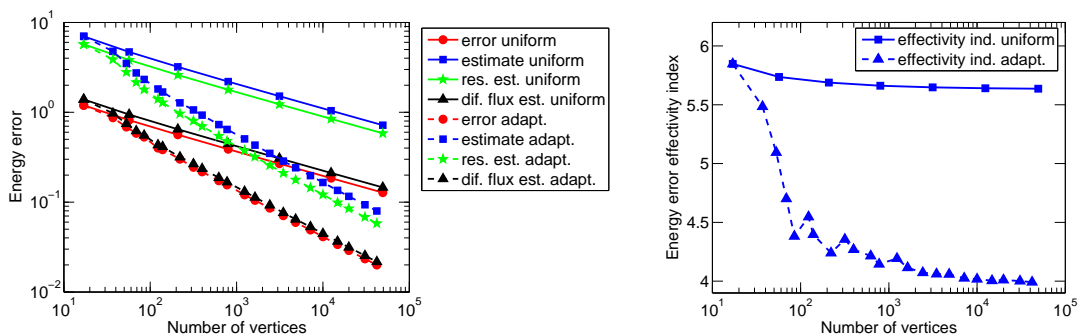 10^1
10^0
10^−1
10^−2
Energy error
10^1
10^2
10^3
10^4
10^5
Number of vertices
error uniform
estimate uniform
res. est. uniform
dif. flux est. uniform
error adapt.
estimate adapt.
res. est. adapt.
dif. flux est. adapt.
6
5.5
5
4.5
4
Energy error effectivity index
10^1
10^2
10^3
10^4
10^5
Number of vertices
effectivity ind. uniform
effectivity ind. adapt.